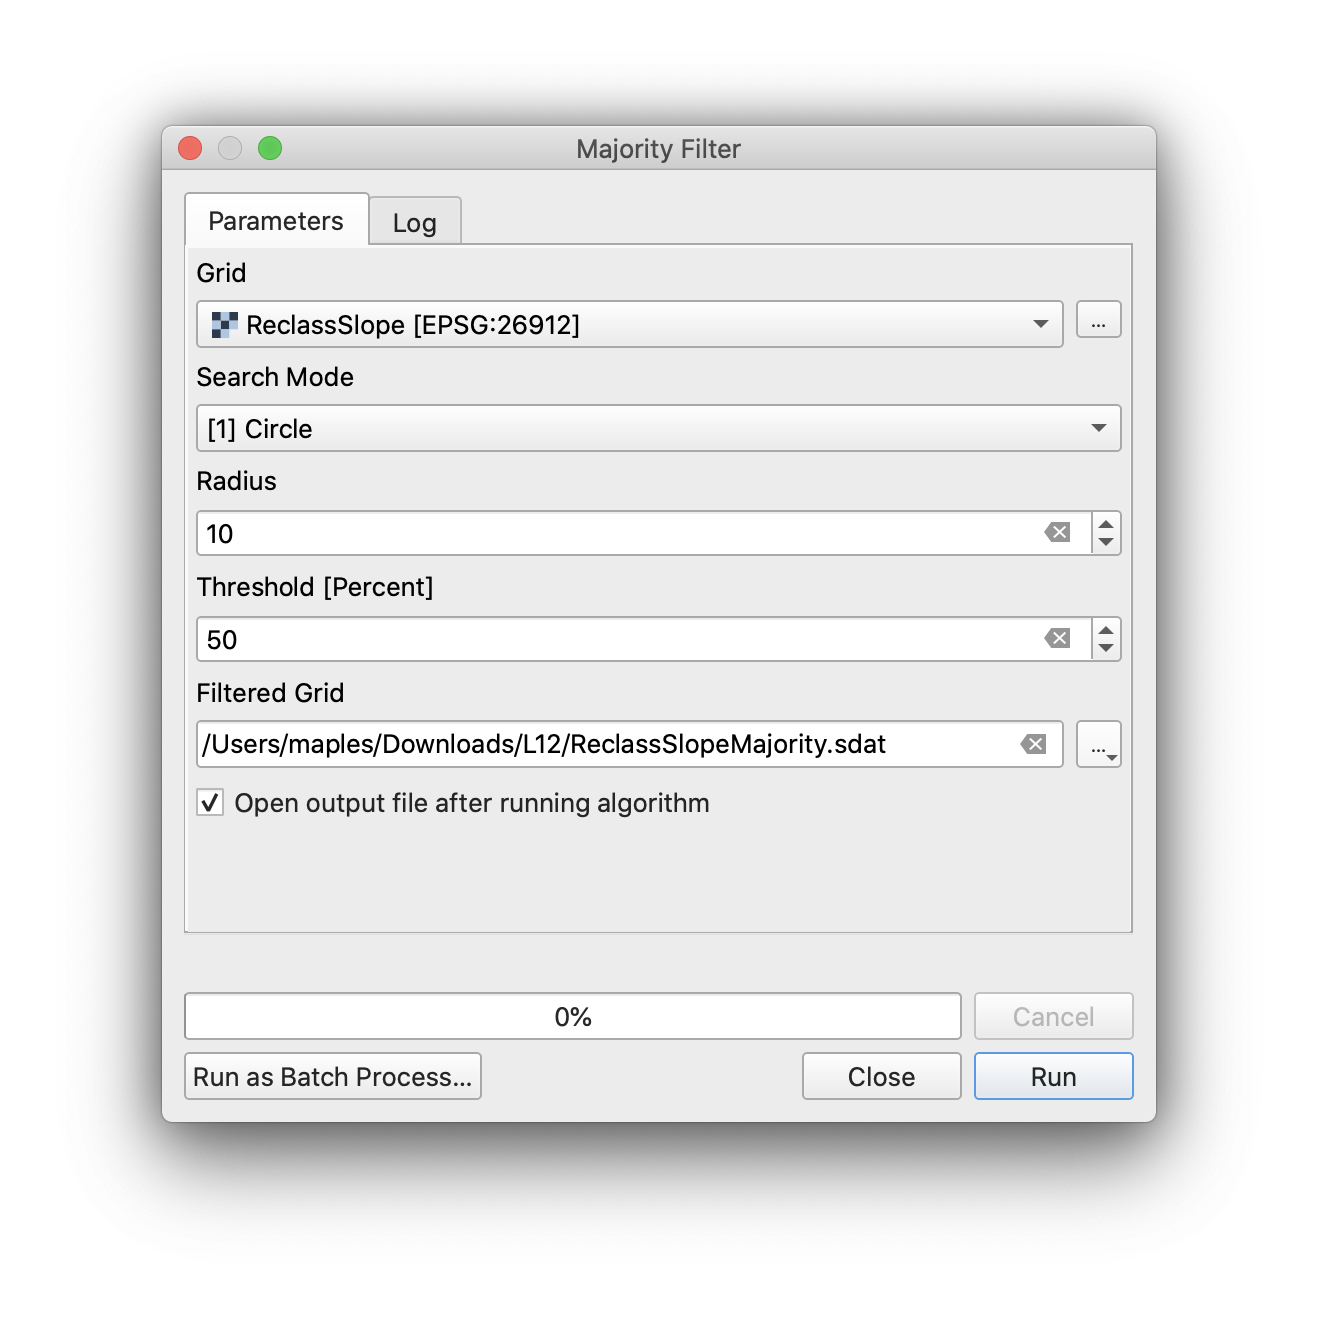 Majority Filter
Parameters
Log
Grid
ReclassSlope [EPSG:26912]
...
Search Mode
[1] Circle
Radius
10
Threshold [Percent]
50
Filtered Grid
/Users/maples/Downloads/L12/ReclassSlopeMajority.sdat
...
Open output file after running algorithm
0%
Cancel
Run as Batch Process...
Close
Run